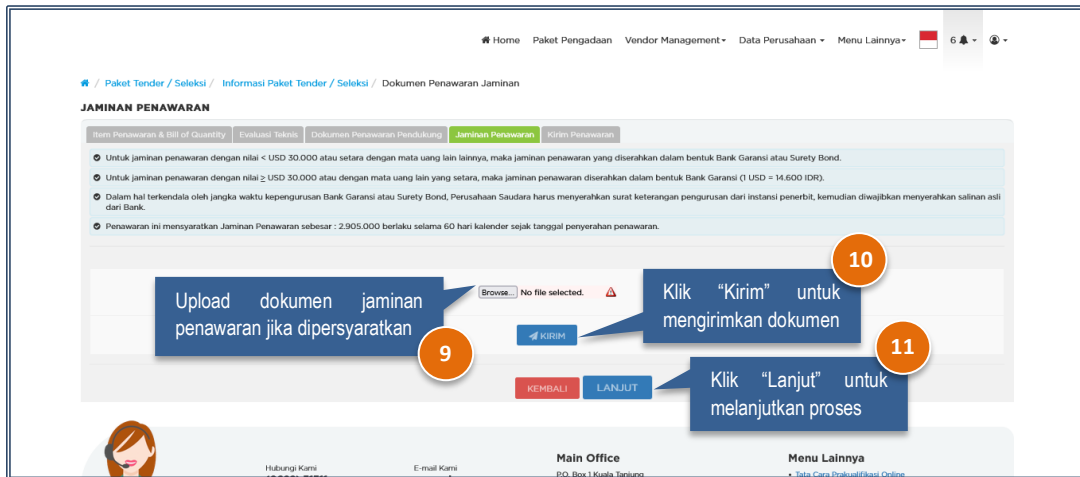 Home Paket Pengadaan Vendor Management Data Perusahaan Menu Lainnya 6
/ Paket Tender / Seleksi / Informasi Paket Tender / Seleksi / Dokumen Penawaran Jaminan
JAMINAN PENAWARAN
Item Penawaran & Bill of Quantity Evaluasi Teknis Dokumen Penawaran Pendukung Jaminan Penawaran Kirim Penawaran
Untuk jaminan penawaran dengan nilai < USD 30.000 atau setara dengan mata uang lain lainnya, maka jaminan penawaran yang diserahkan dalam bentuk Bank Garansi atau Surety Bond.
Untuk jaminan penawaran dengan nilai ≥ USD 30.000 atau dengan mata uang lain yang setara, maka jaminan penawaran diserahkan dalam bentuk Bank Garansi (1 USD = 14.600 IDR).
Dalam hal terkendala oleh jangka waktu kepengurusan Bank Garansi atau Surety Bond, Perusahaan Saudara harus menyerahkan surat keterangan pengurusan dari instansi penerbit, kemudian diwajibkan menyerahkan salinan asli
dari Bank.
Penawaran ini mensyaratkan Jaminan Penawaran sebesar : 2.905.000 berlaku selama 60 hari kalender sejak tanggal penyerahan penawaran.
Upload dokumen jaminan
penawaran jika dipersyaratkan
9
Browse... No file selected.
10
Klik “Kirim” untuk
mengirimkan dokumen
KIRIM
11
Klik “Lanjut” untuk
melanjutkan proses
KEMBALI LANJUT
Hubungi Kami
E-mail Kami
Main Office
P.O. Box 1 Kuala Tanjung
Menu Lainnya
• Tata Cara Prakualifikasi Online